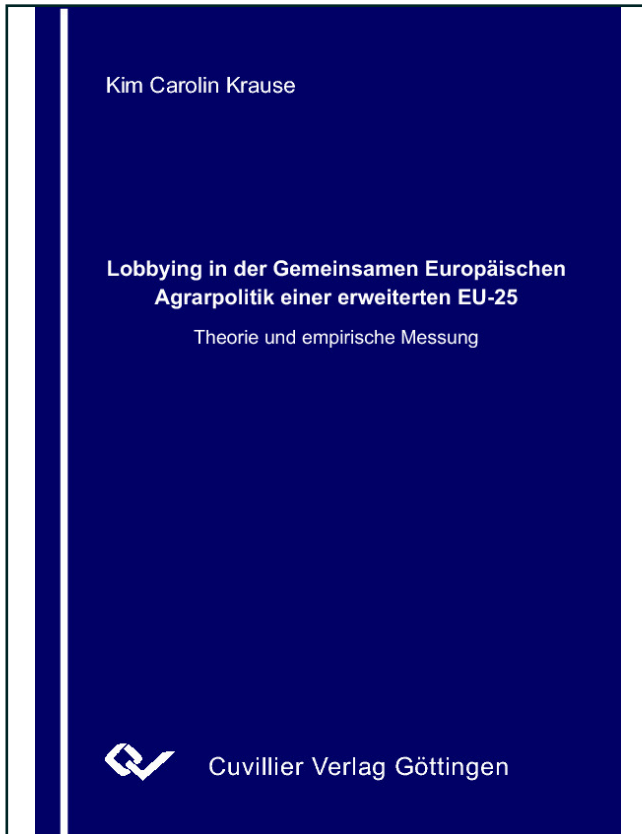 Kim Carolin Krause
Lobbying in der Gemeinsamen Europäischen
Agrarpolitik einer erweiterten EU-25
Theorie und empirische Messung
Cuvillier Verlag Göttingen